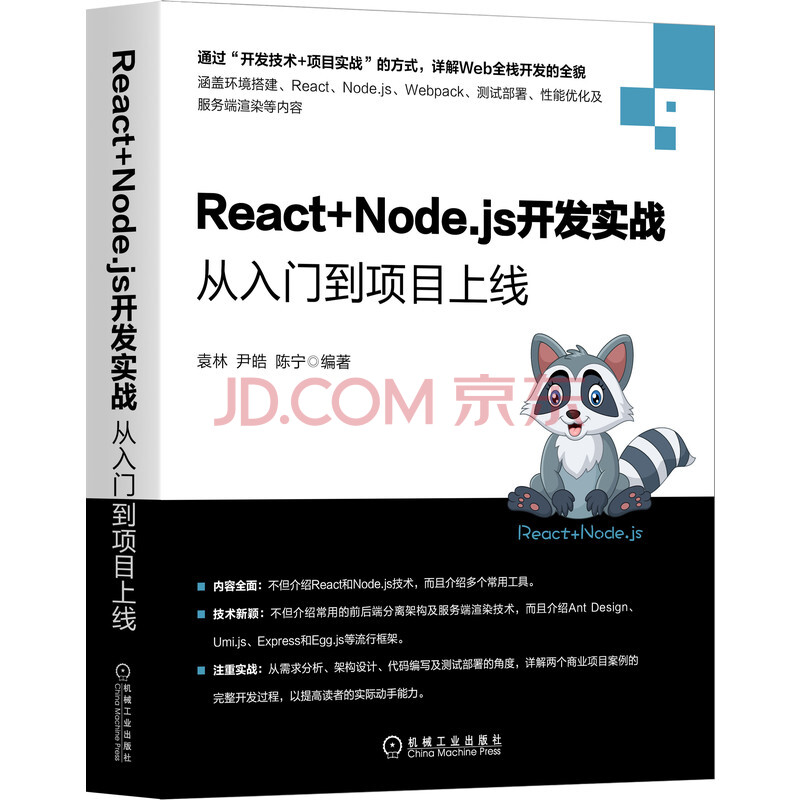 通过“开发技术+项目实战”的方式，详解Web全栈开发的全貌
涵盖环境搭建、React、Node.js、Webpack、测试部署、性能优化及
服务端渲染等内容
React+Node.js开发实战
从入门到项目上线
袁林 尹皓 陈宁◎编著
JD.COM 京东
React+Node.js
内容全面：不但介绍React和Node.js技术，而且介绍多个常用工具。
技术新颖：不但介绍常用的前后端分离架构及服务端渲染技术，而且介绍Ant Design、
Umi.js、Express和Egg.js等流行框架。
注重实战：从需求分析、架构设计、代码编写及测试部署的角度，详解两个商业项目案例的
完整开发过程，以提高读者的实际动手能力。
机械工业出版社
China Machine Press
React+Node.js开发实战 从入门到项目上线
机械工业出版社
China Machine Press